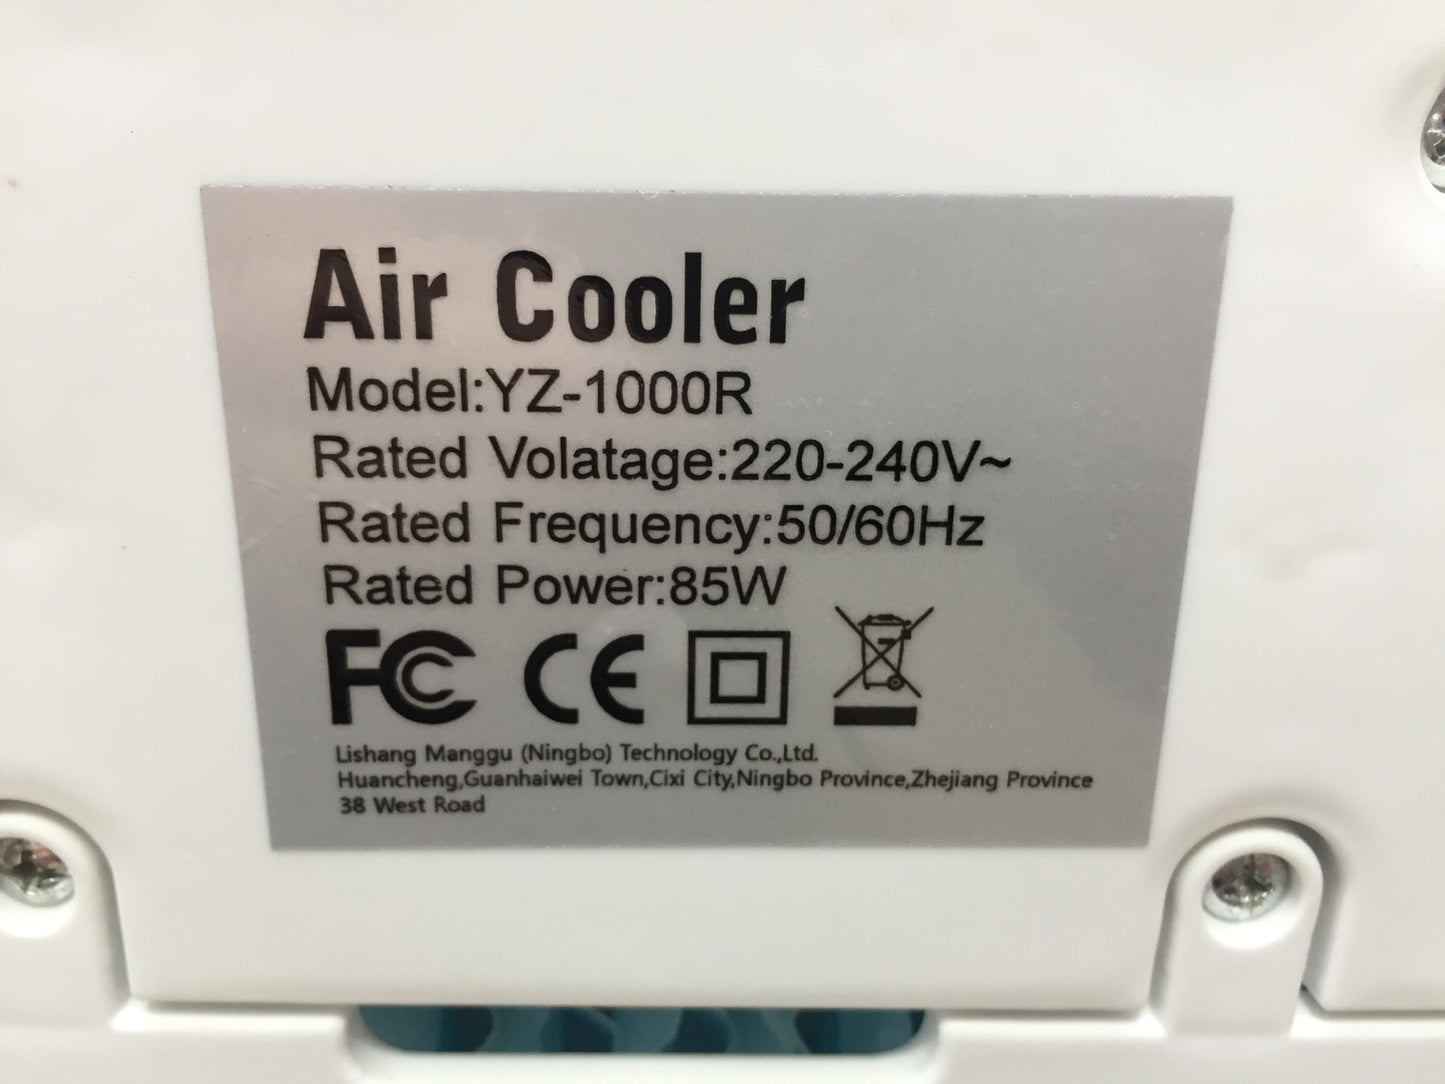 Air Cooler
Model:YZ-1000R
Rated Volatage:220-240V~
Rated Frequency:50/60Hz
Rated Power:85W
FC CE
Lishang Manggu (Ningbo) Technology Co.,Ltd.
Huancheng,Guanhaiwei Town,Cixi City,Ningbo Province,Zhejiang Province
38 West Road